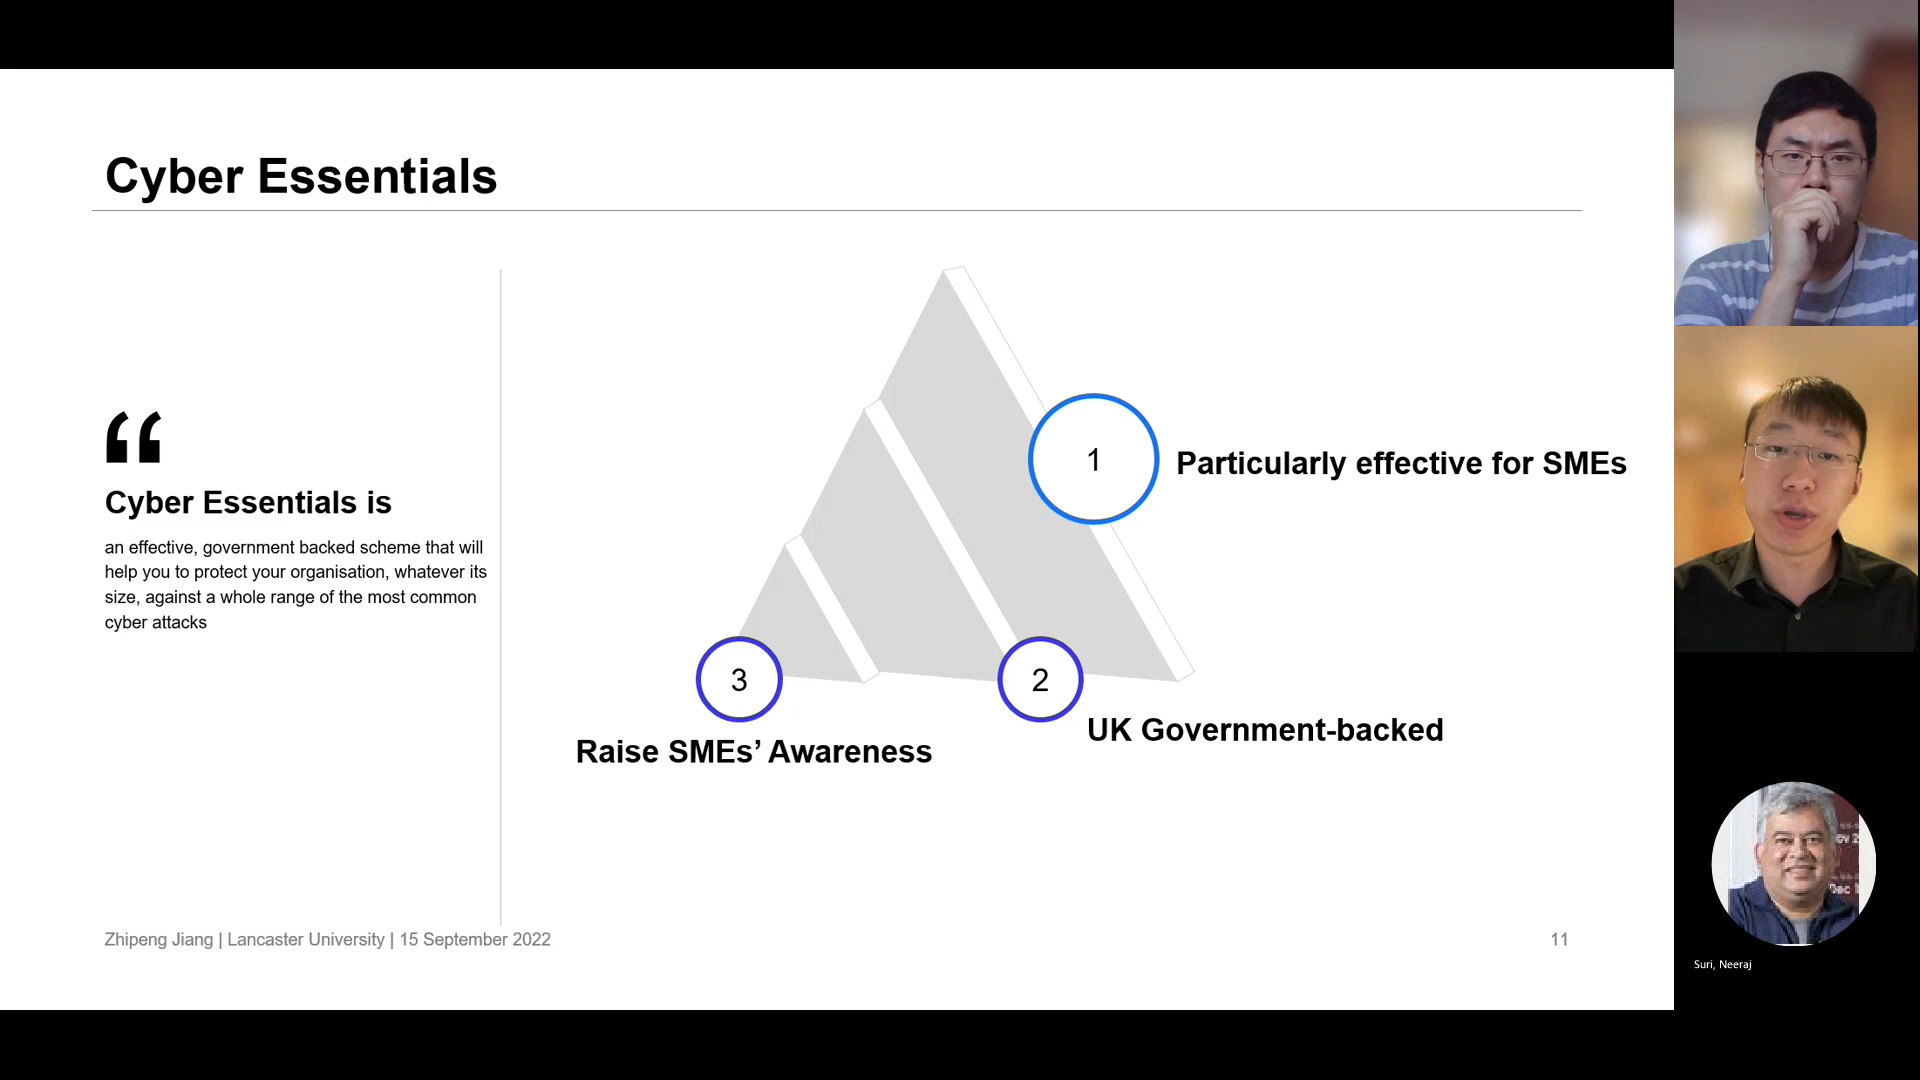 Cyber Essentials
“
Cyber Essentials is
an effective, government backed scheme that will
help you to protect your organisation, whatever its
size, against a whole range of the most common
cyber attacks
1
Particularly effective for SMEs
2
UK Government-backed
3
Raise SMEs’ Awareness
Zhipeng Jiang | Lancaster University | 15 September 2022
11
Suri, Neeraj